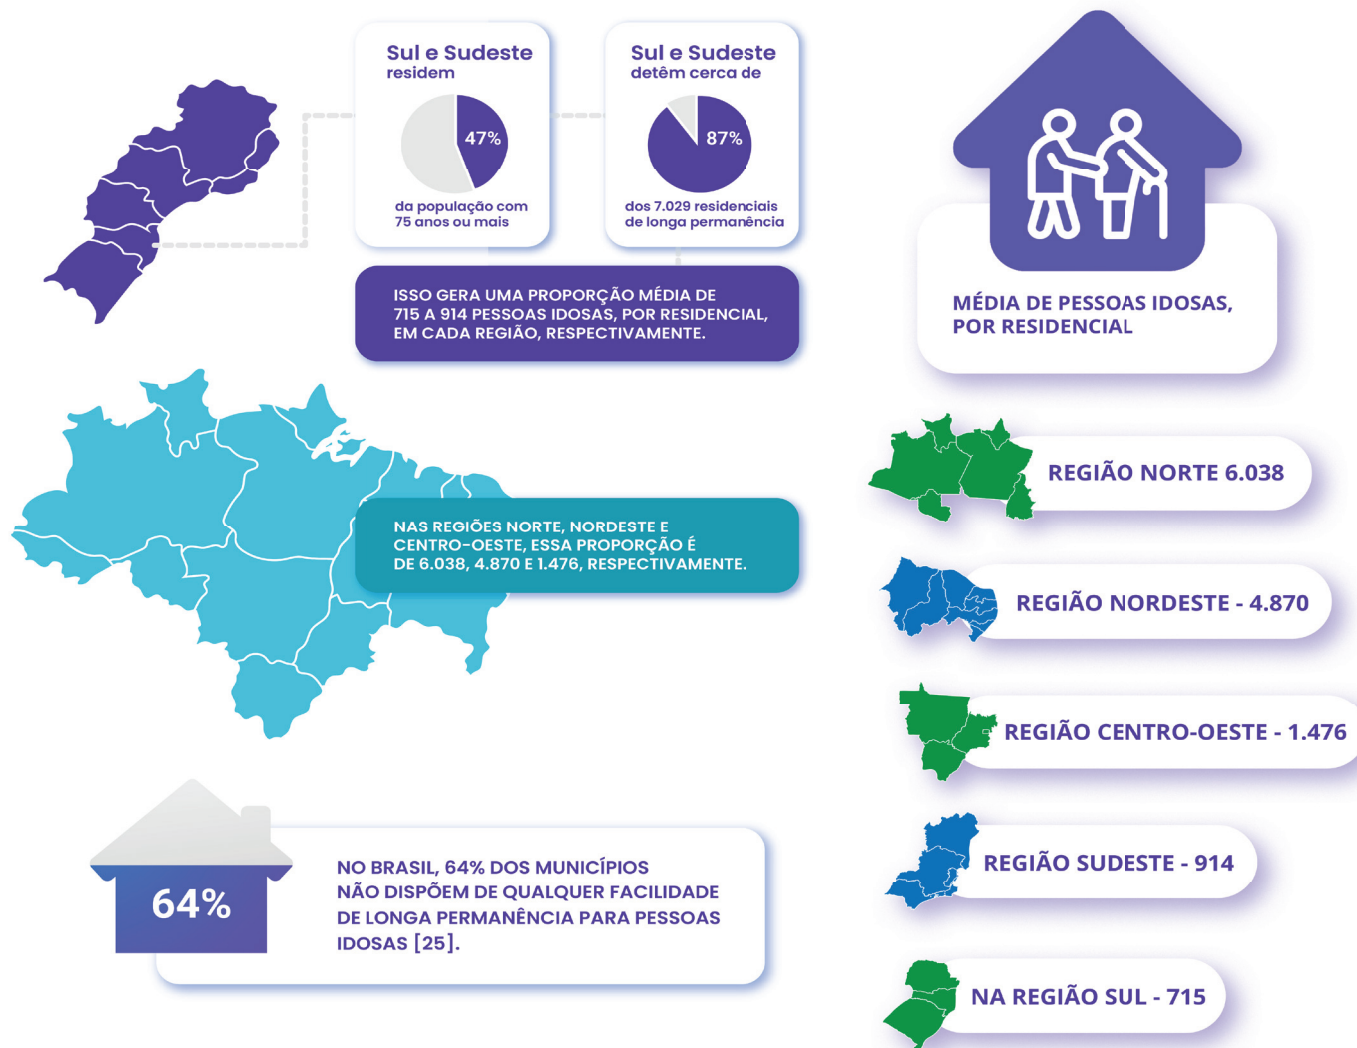 Sul e Sudeste
residem
47%
da população com
75 anos ou mais
Sul e Sudeste
detêm cerca de
87%
dos 7.029 residenciais
de longa permanência
ISSO GERA UMA PROPORÇÃO MÉDIA DE
715 A 914 PESSOAS IDOSAS, POR RESIDENCIAL,
EM CADA REGIÃO, RESPECTIVAMENTE.
NAS REGIÕES NORTE, NORDESTE E
CENTRO-OESTE, ESSA PROPORÇÃO É
DE 6.038, 4.870 E 1.476, RESPECTIVAMENTE.
64%
NO BRASIL, 64% DOS MUNICÍPIOS
NÃO DISPÕEM DE QUALQUER FACILIDADE
DE LONGA PERMANÊNCIA PARA PESSOAS
IDOSAS [25].
MÉDIA DE PESSOAS IDOSAS,
POR RESIDENCIAL
REGIÃO NORTE 6.038
REGIÃO NORDESTE - 4.870
REGIÃO CENTRO-OESTE - 1.476
REGIÃO SUDESTE - 914
NA REGIÃO SUL - 715